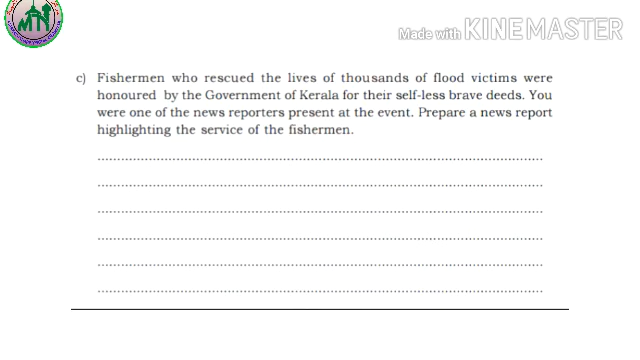 MTN
Made with KINEMASTER
c) Fishermen who rescued the lives of thousands of flood victims were
honoured by the Government of Kerala for their self-less brave deeds. You
were one of the news reporters present at the event. Prepare a news report
highlighting the service of the fishermen.